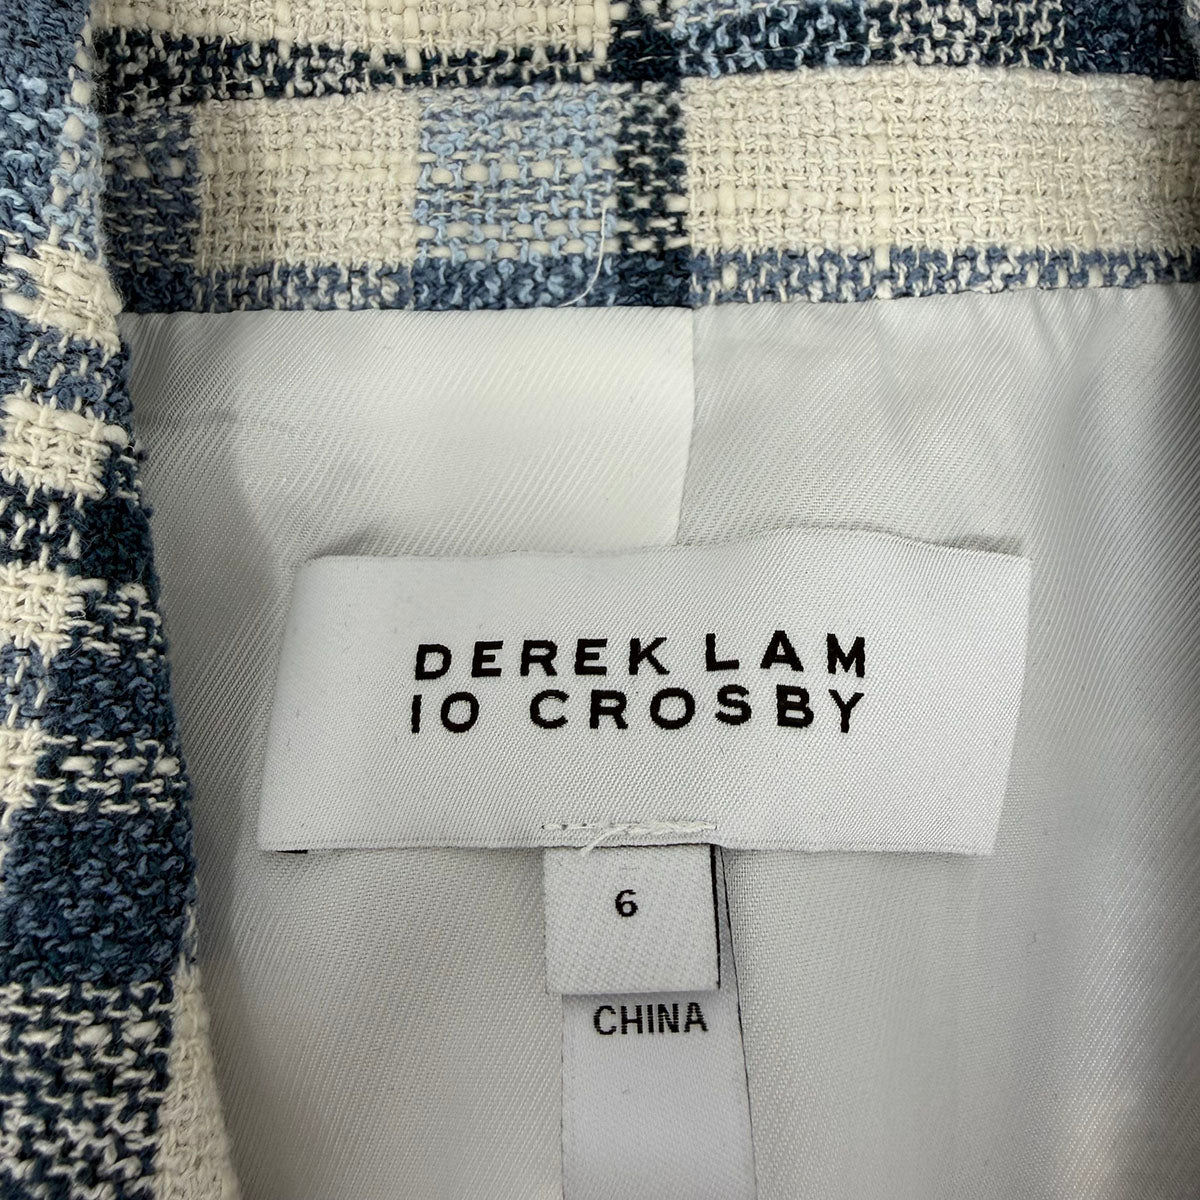 DEREK LAM
10 CROSBY
6
CHINA